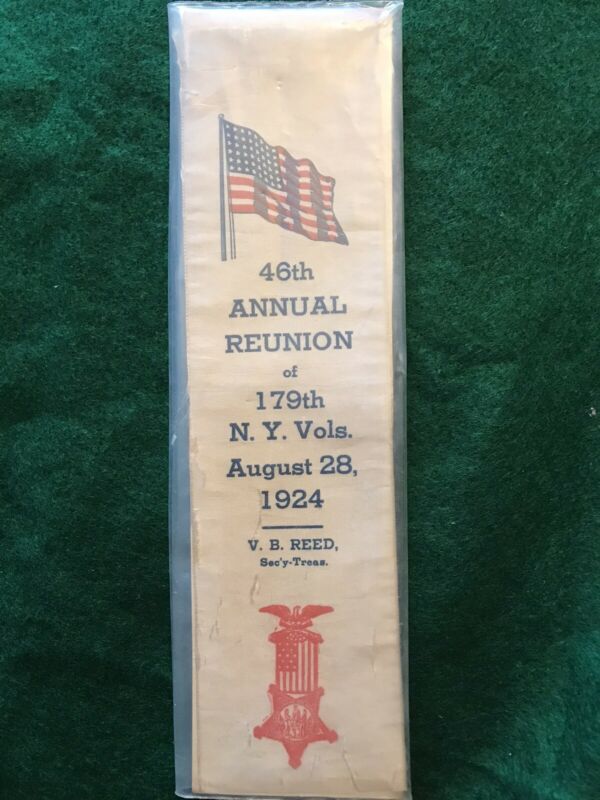 46th
ANNUAL
REUNION
of
179th
N. Y. Vols.
August 28,
1924
V. B. REED,
Sec'y-Treas.